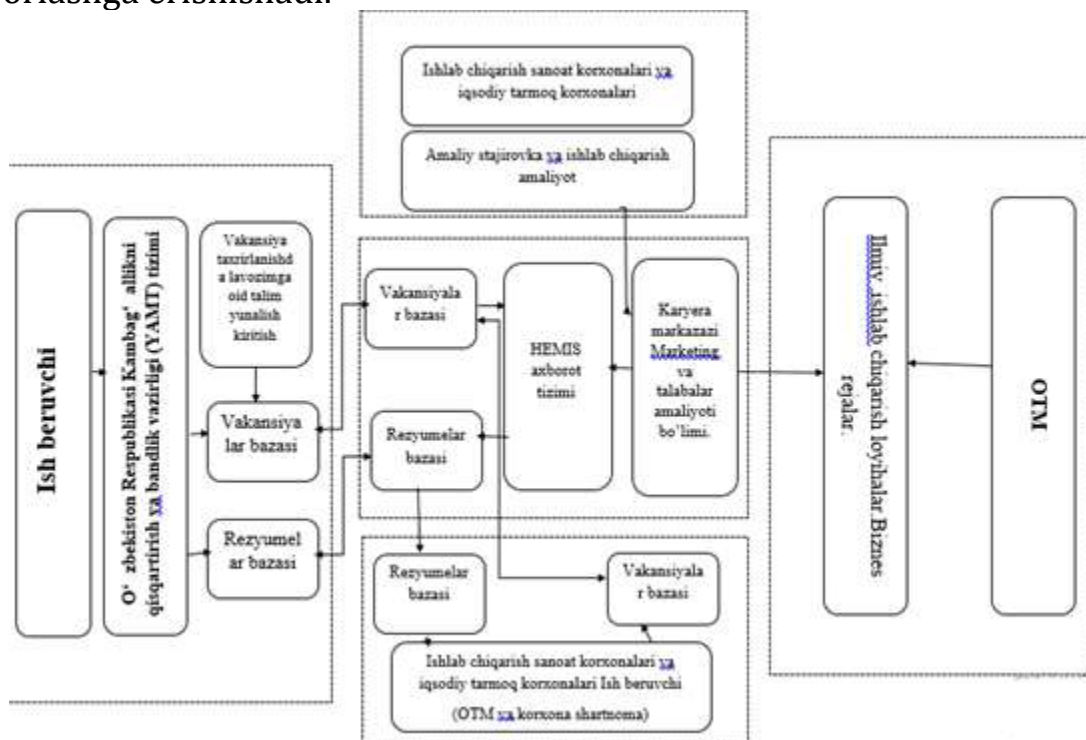 Ishlab chiqarish sanoat korxonalari va
iqsodiy tarmoq korxonalari
Amaliy stajirovka va ishlab chiqarish
amaliyot
Ish beruvchi
O‘zbekiston Respublikasi Kambag‘allikni
qisqartirish va bandlik vazirligi (YAMT) tizimi
Vakansiya
taxrirlanishd
a lavozimga
oid talim
yunalish
kiritish
Vakansiya
lar bazasi
Rezyumel
ar bazasi
Vakansiyala
r bazasi
Rezyumelar
bazasi
HEMIS
axborot
tizimi
Karyera
markazazi
Marketing
va
talabalar
amaliyoti
bo‘limi.
Ilmiy ishlab chiqarish loyihalar.Biznes
rejalar.
OTM
Rezyumelar
bazasi
Vakansiyala
r bazasi
Ishlab chiqarish sanoat korxonalari va
iqsodiy tarmoq korxonalari Ish beruvchi
(OTM va korxona shartnoma)